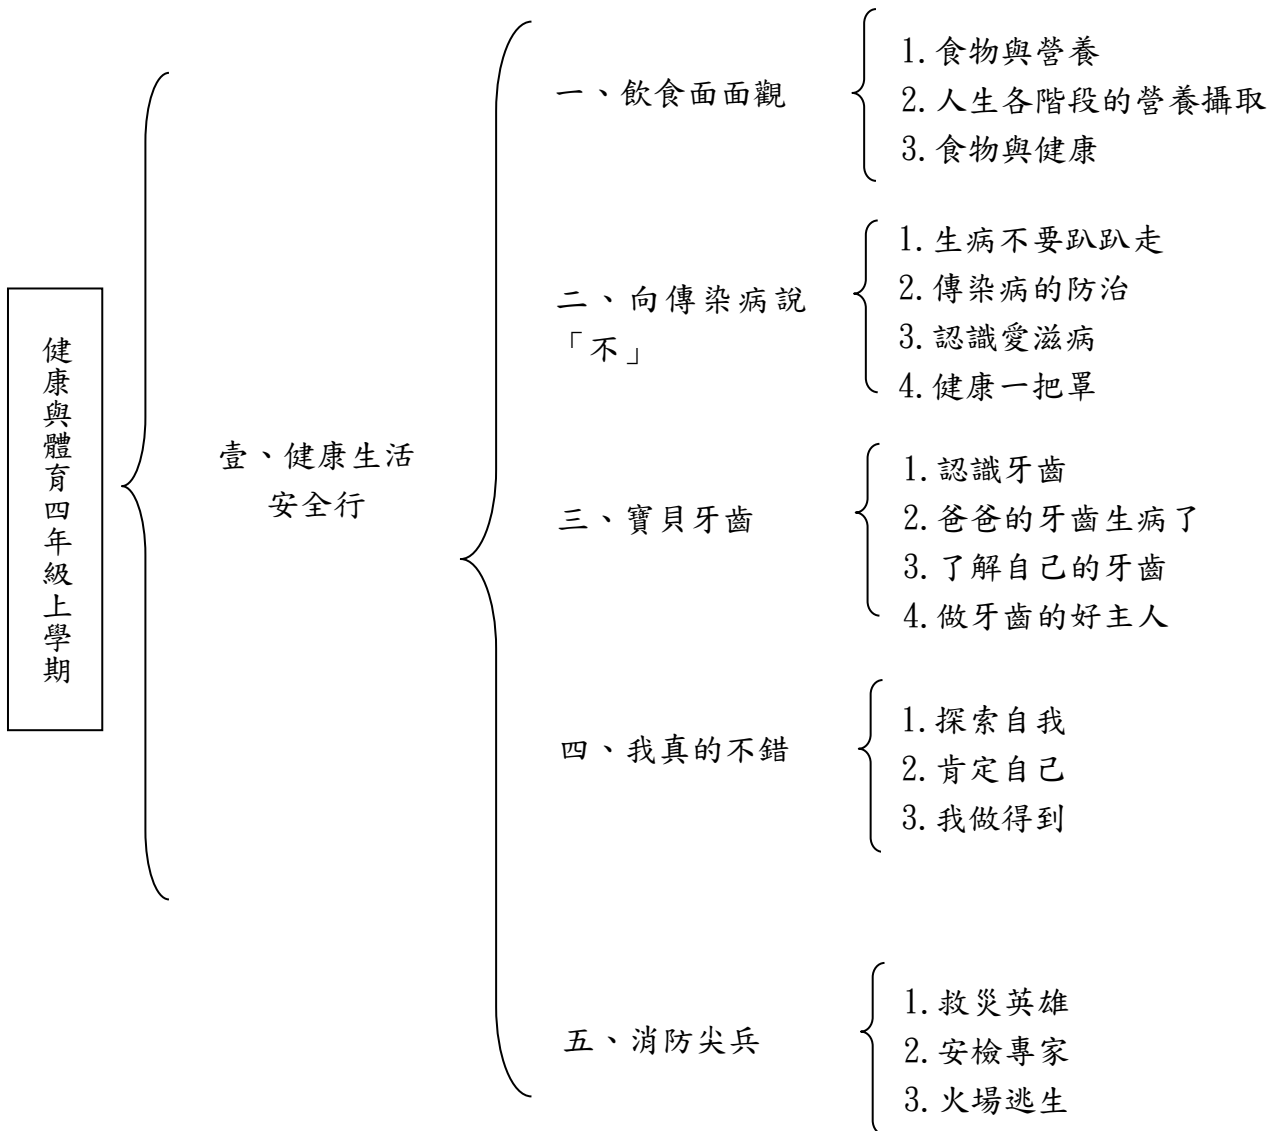 健康與體育四年級上學期
壹、健康生活
安全行
一、飲食面面觀
1.食物與營養
2.人生各階段的營養攝取
3.食物與健康
二、向傳染病說
「不」
1.生病不要趴趴走
2.傳染病的防治
3.認識愛滋病
4.健康一把罩
三、寶貝牙齒
1.認識牙齒
2.爸爸的牙齒生病了
3.了解自己的牙齒
4.做牙齒的好主人
四、我真的不錯
1.探索自我
2.肯定自己
3.我做得到
五、消防尖兵
1.救災英雄
2.安檢專家
3.火場逃生